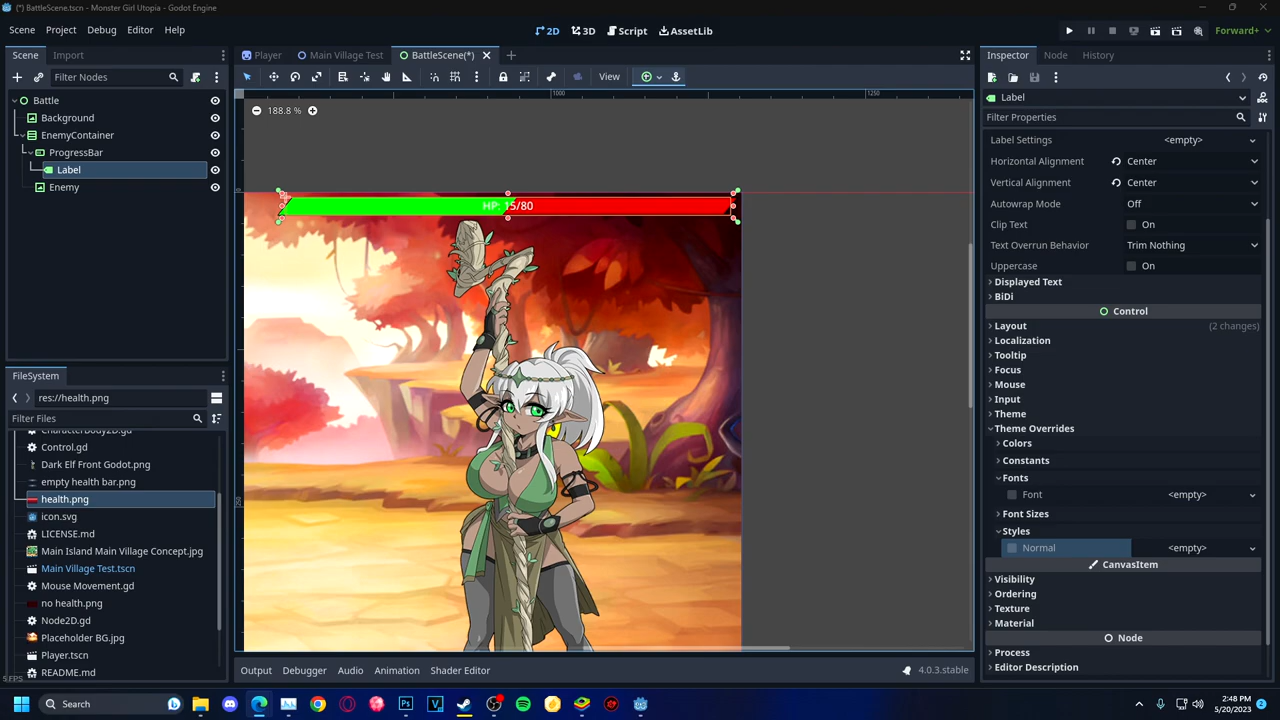 (*) BattleScene.tscn - Monster Girl Utopia - Godot Engine
Scene Project Debug Editor Help
2D 3D Script AssetLib
Forward+
Scene Import
Filter Nodes
Battle
Background
EnemyContainer
ProgressBar
Label
Enemy
FileSystem
res://health.png
Filter Files
CharacterBody2D.gd
Control.gd
Dark Elf Front Godot.png
empty health bar.png
health.png
icon.svg
LICENSE.md
Main Island Main Village Concept.jpg
Main Village Test.tscn
Mouse Movement.gd
no health.png
Node2D.gd
Placeholder BG.jpg
Player.tscn
README.md
Player Main Village Test BattleScene(*)
View
1000 1250
188.8 %
HP: 15/80
Output Debugger Audio Animation Shader Editor
4.0.3.stable
Inspector Node History
Label
Filter Properties
Label Settings <empty>
Horizontal Alignment Center
Vertical Alignment Center
Autowrap Mode Off
Clip Text On
Text Overrun Behavior Trim Nothing
Uppercase On
Displayed Text
BiDi
Control
Layout (2 changes)
Localization
Tooltip
Focus
Mouse
Input
Theme
Theme Overrides
Colors
Constants
Fonts
Font <empty>
Font Sizes
Styles
Normal <empty>
CanvasItem
Visibility
Ordering
Texture
Material
Node
Process
Editor Description
Search
2:48 PM
5/20/2023